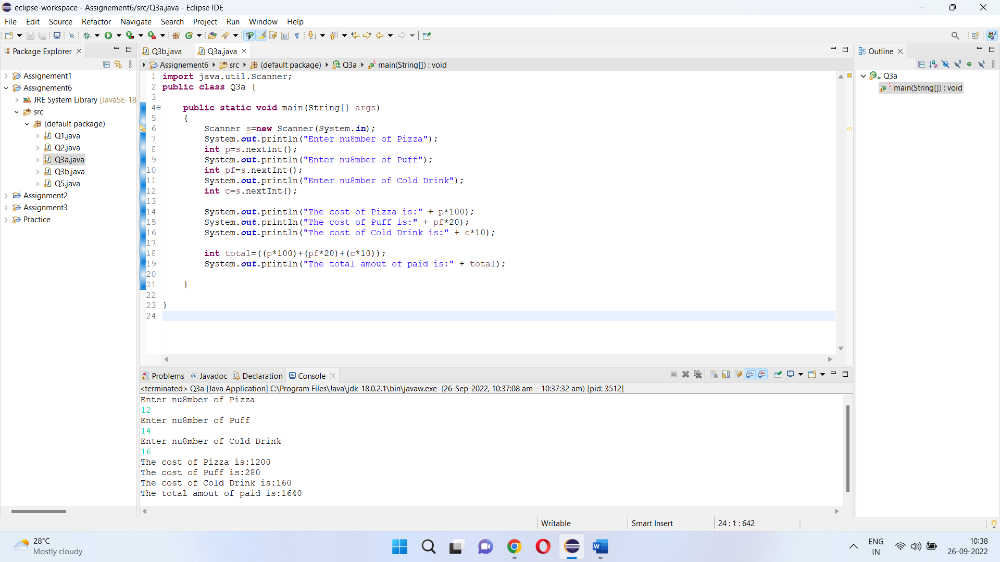 eclipse-workspace - Assignement6/src/Q3a.java - Eclipse IDE
File Edit Source Refactor Navigate Search Project Run Window Help
Package Explorer
Assignement1
Assignement6
JRE System Library [JavaSE-18
src
(default package)
Q1.java
Q2.java
Q3a.java
Q3b.java
Q5.java
Assignment2
Assignment3
Practice
Q3b.java Q3a.java
Assignement6 src (default package) Q3a main(String[]) : void
1 import java.util.Scanner;
2 public class Q3a {
3
4 public static void main(String[] args)
5 {
6 Scanner s=new Scanner(System.in);
7 System.out.println("Enter nu8mber of Pizza");
8 int p=s.nextInt();
9 System.out.println("Enter nu8mber of Puff");
10 int pf=s.nextInt();
11 System.out.println("Enter nu8mber of Cold Drink");
12 int c=s.nextInt();
13
14 System.out.println("The cost of Pizza is:" + p*100);
15 System.out.println("The cost of Puff is:" + pf*20);
16 System.out.println("The cost of Cold Drink is:" + c*10);
17
18 int total=((p*100)+(pf*20)+(c*10));
19 System.out.println("The total amout of paid is:" + total);
20
21 }
22
23 }
24
Outline
Q3a
main(String[]) : void
Problems @ Javadoc Declaration Console
<terminated> Q3a [Java Application] C:\Program Files\Java\jdk-18.0.2.1\bin\javaw.exe (26-Sep-2022, 10:37:08 am – 10:37:32 am) [pid: 3512]
Enter nu8mber of Pizza
12
Enter nu8mber of Puff
14
Enter nu8mber of Cold Drink
16
The cost of Pizza is:1200
The cost of Puff is:280
The cost of Cold Drink is:160
The total amout of paid is:1640
Writable Smart Insert 24 : 1 : 642
28°C
Mostly cloudy
ENG
IN
10:38
26-09-2022